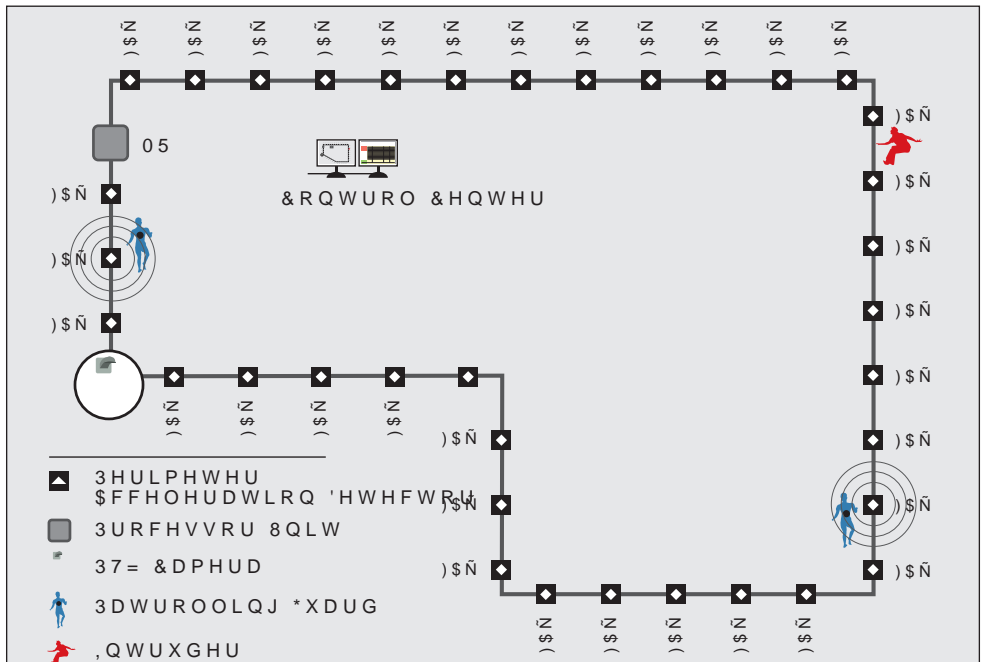 )$Ñ )$Ñ )$Ñ )$Ñ )$Ñ )$Ñ )$Ñ )$Ñ )$Ñ )$Ñ )$Ñ )$Ñ
)$Ñ
05
)$Ñ
)$Ñ
&RQWURO &HQWHU
)$Ñ
)$Ñ
)$Ñ
)$Ñ
)$Ñ
)$Ñ )$Ñ )$Ñ )$Ñ
)$Ñ )$Ñ
3HULPHWHU
$FFHOHUDWLRQ 'HWHFWRU
)$Ñ )$Ñ
3URFHVVRU 8QLW
37= &DPHUD
)$Ñ )$Ñ
3DWUROOLQJ *XDUG
)$Ñ )$Ñ )$Ñ )$Ñ )$Ñ
,QWUXGHU